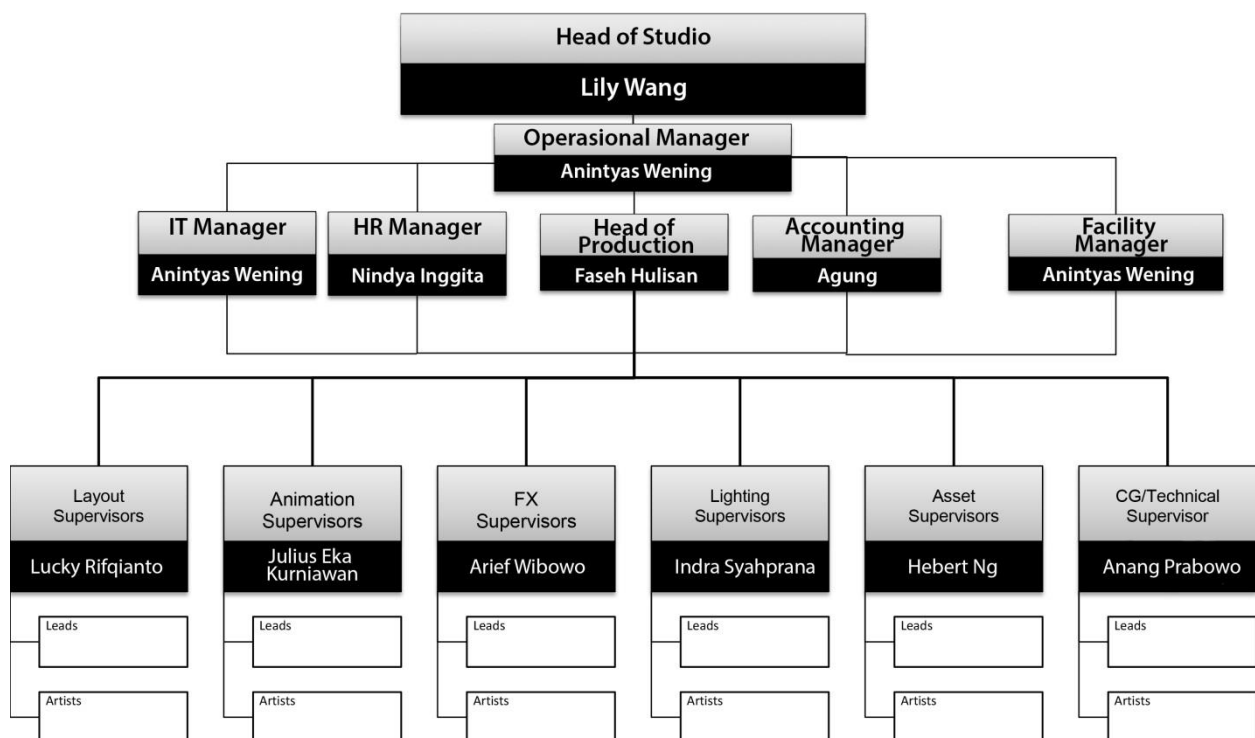 Head of Studio
Lily Wang
Operasional Manager
Anintyas Wening
IT Manager
Anintyas Wening
HR Manager
Nindya Inggita
Head of
Production
Faseh Hulisan
Accounting
Manager
Agung
Facility
Manager
Anintyas Wening
Layout
Supervisors
Lucky Rifqianto
Leads
Artists
Animation
Supervisors
Julius Eka
Kurniawan
Leads
Artists
FX
Supervisors
Arief Wibowo
Leads
Artists
Lighting
Supervisors
Indra Syahprana
Leads
Artists
Asset
Supervisors
Hebert Ng
Leads
Artists
CG/Technical
Supervisor
Anang Prabowo
Leads
Artists